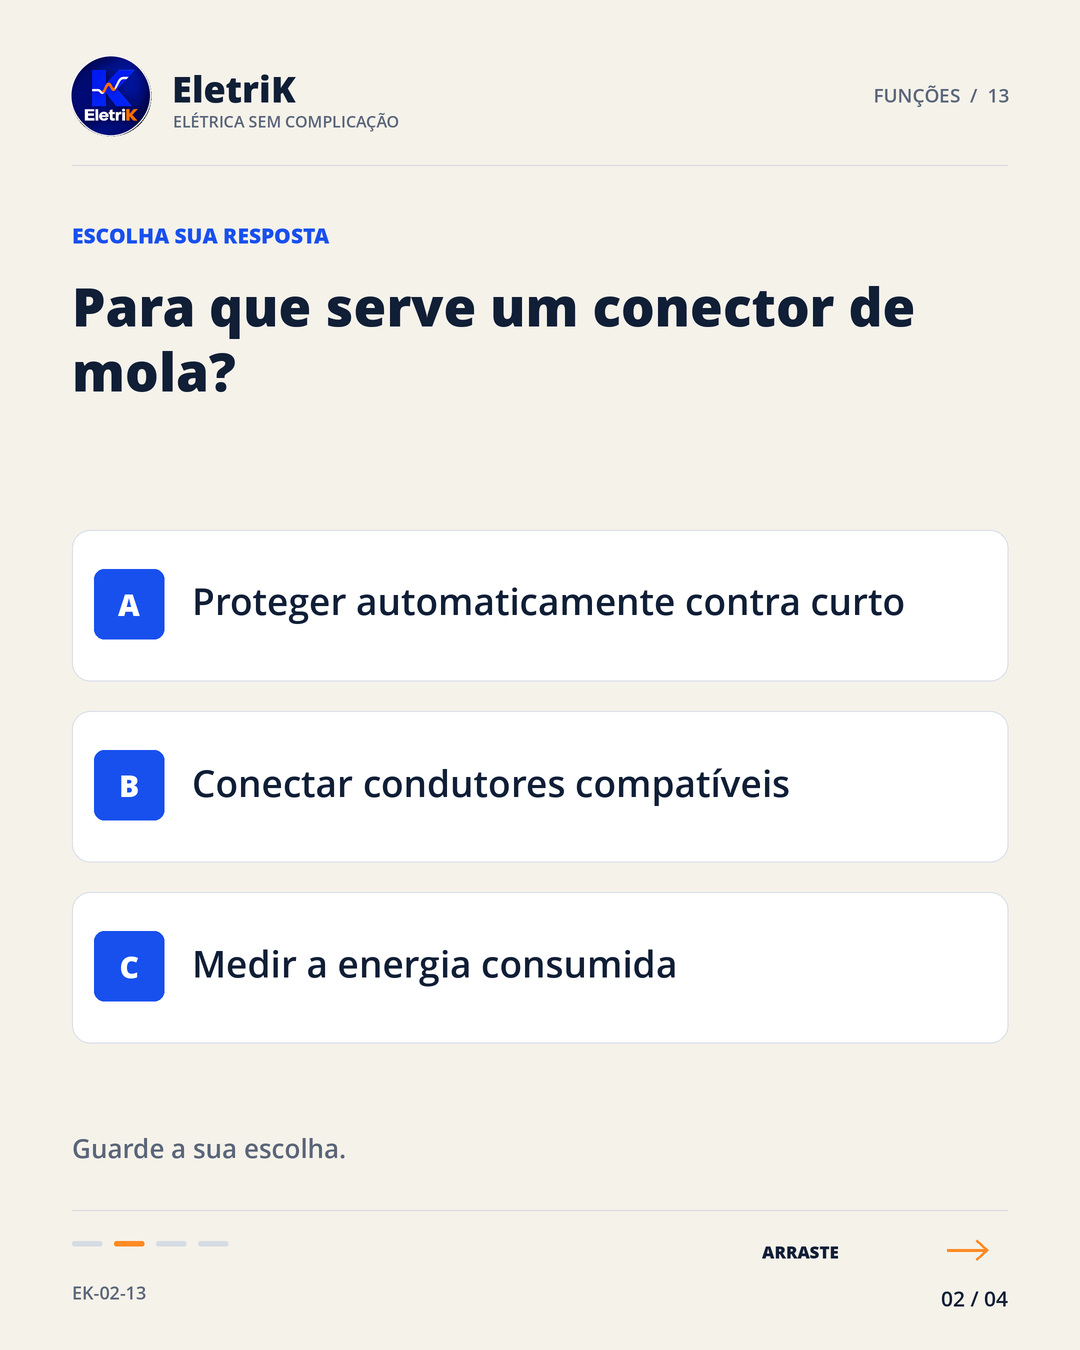 EletriK
EletriK
ELÉTRICA SEM COMPLICAÇÃO
FUNÇÕES / 13
ESCOLHA SUA RESPOSTA
Para que serve um conector de
mola?
A Proteger automaticamente contra curto
B Conectar condutores compatíveis
C Medir a energia consumida
Guarde a sua escolha.
ARRASTE
EK-02-13
02 / 04